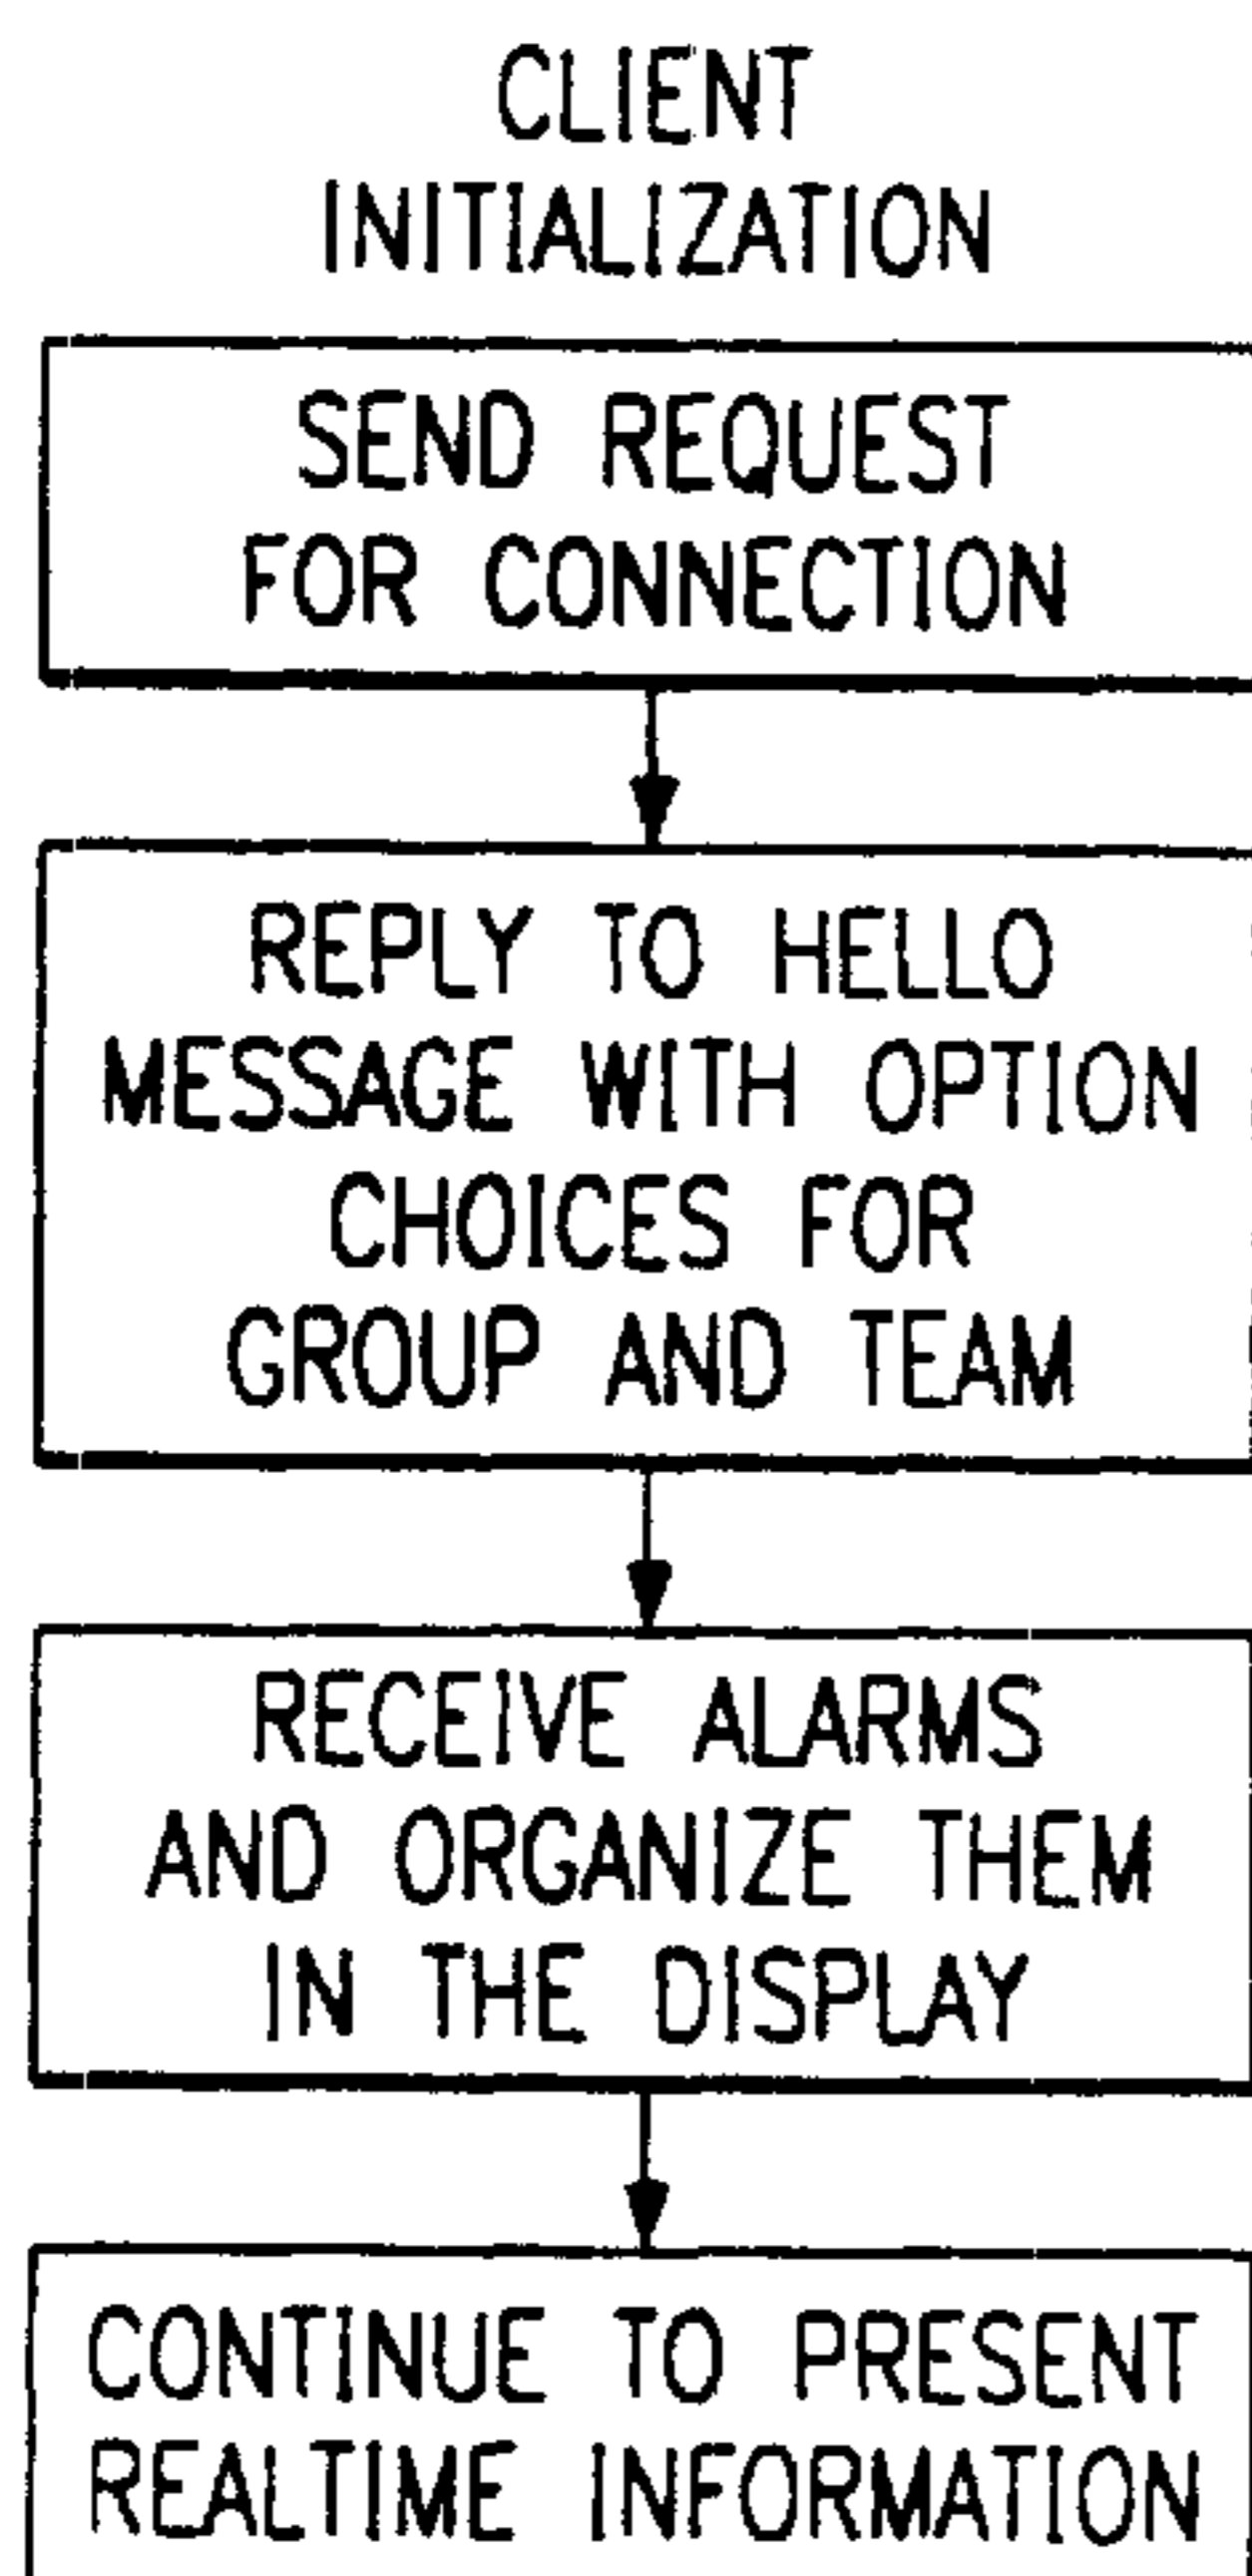 CLIENT
INITIALIZATION
SEND REQUEST
FOR CONNECTION
REPLY TO HELLO
MESSAGE WITH OPTION
CHOICES FOR
GROUP AND TEAM
RECEIVE ALARMS
AND ORGANIZE THEM
IN THE DISPLAY
CONTINUE TO PRESENT
REALTIME INFORMATION